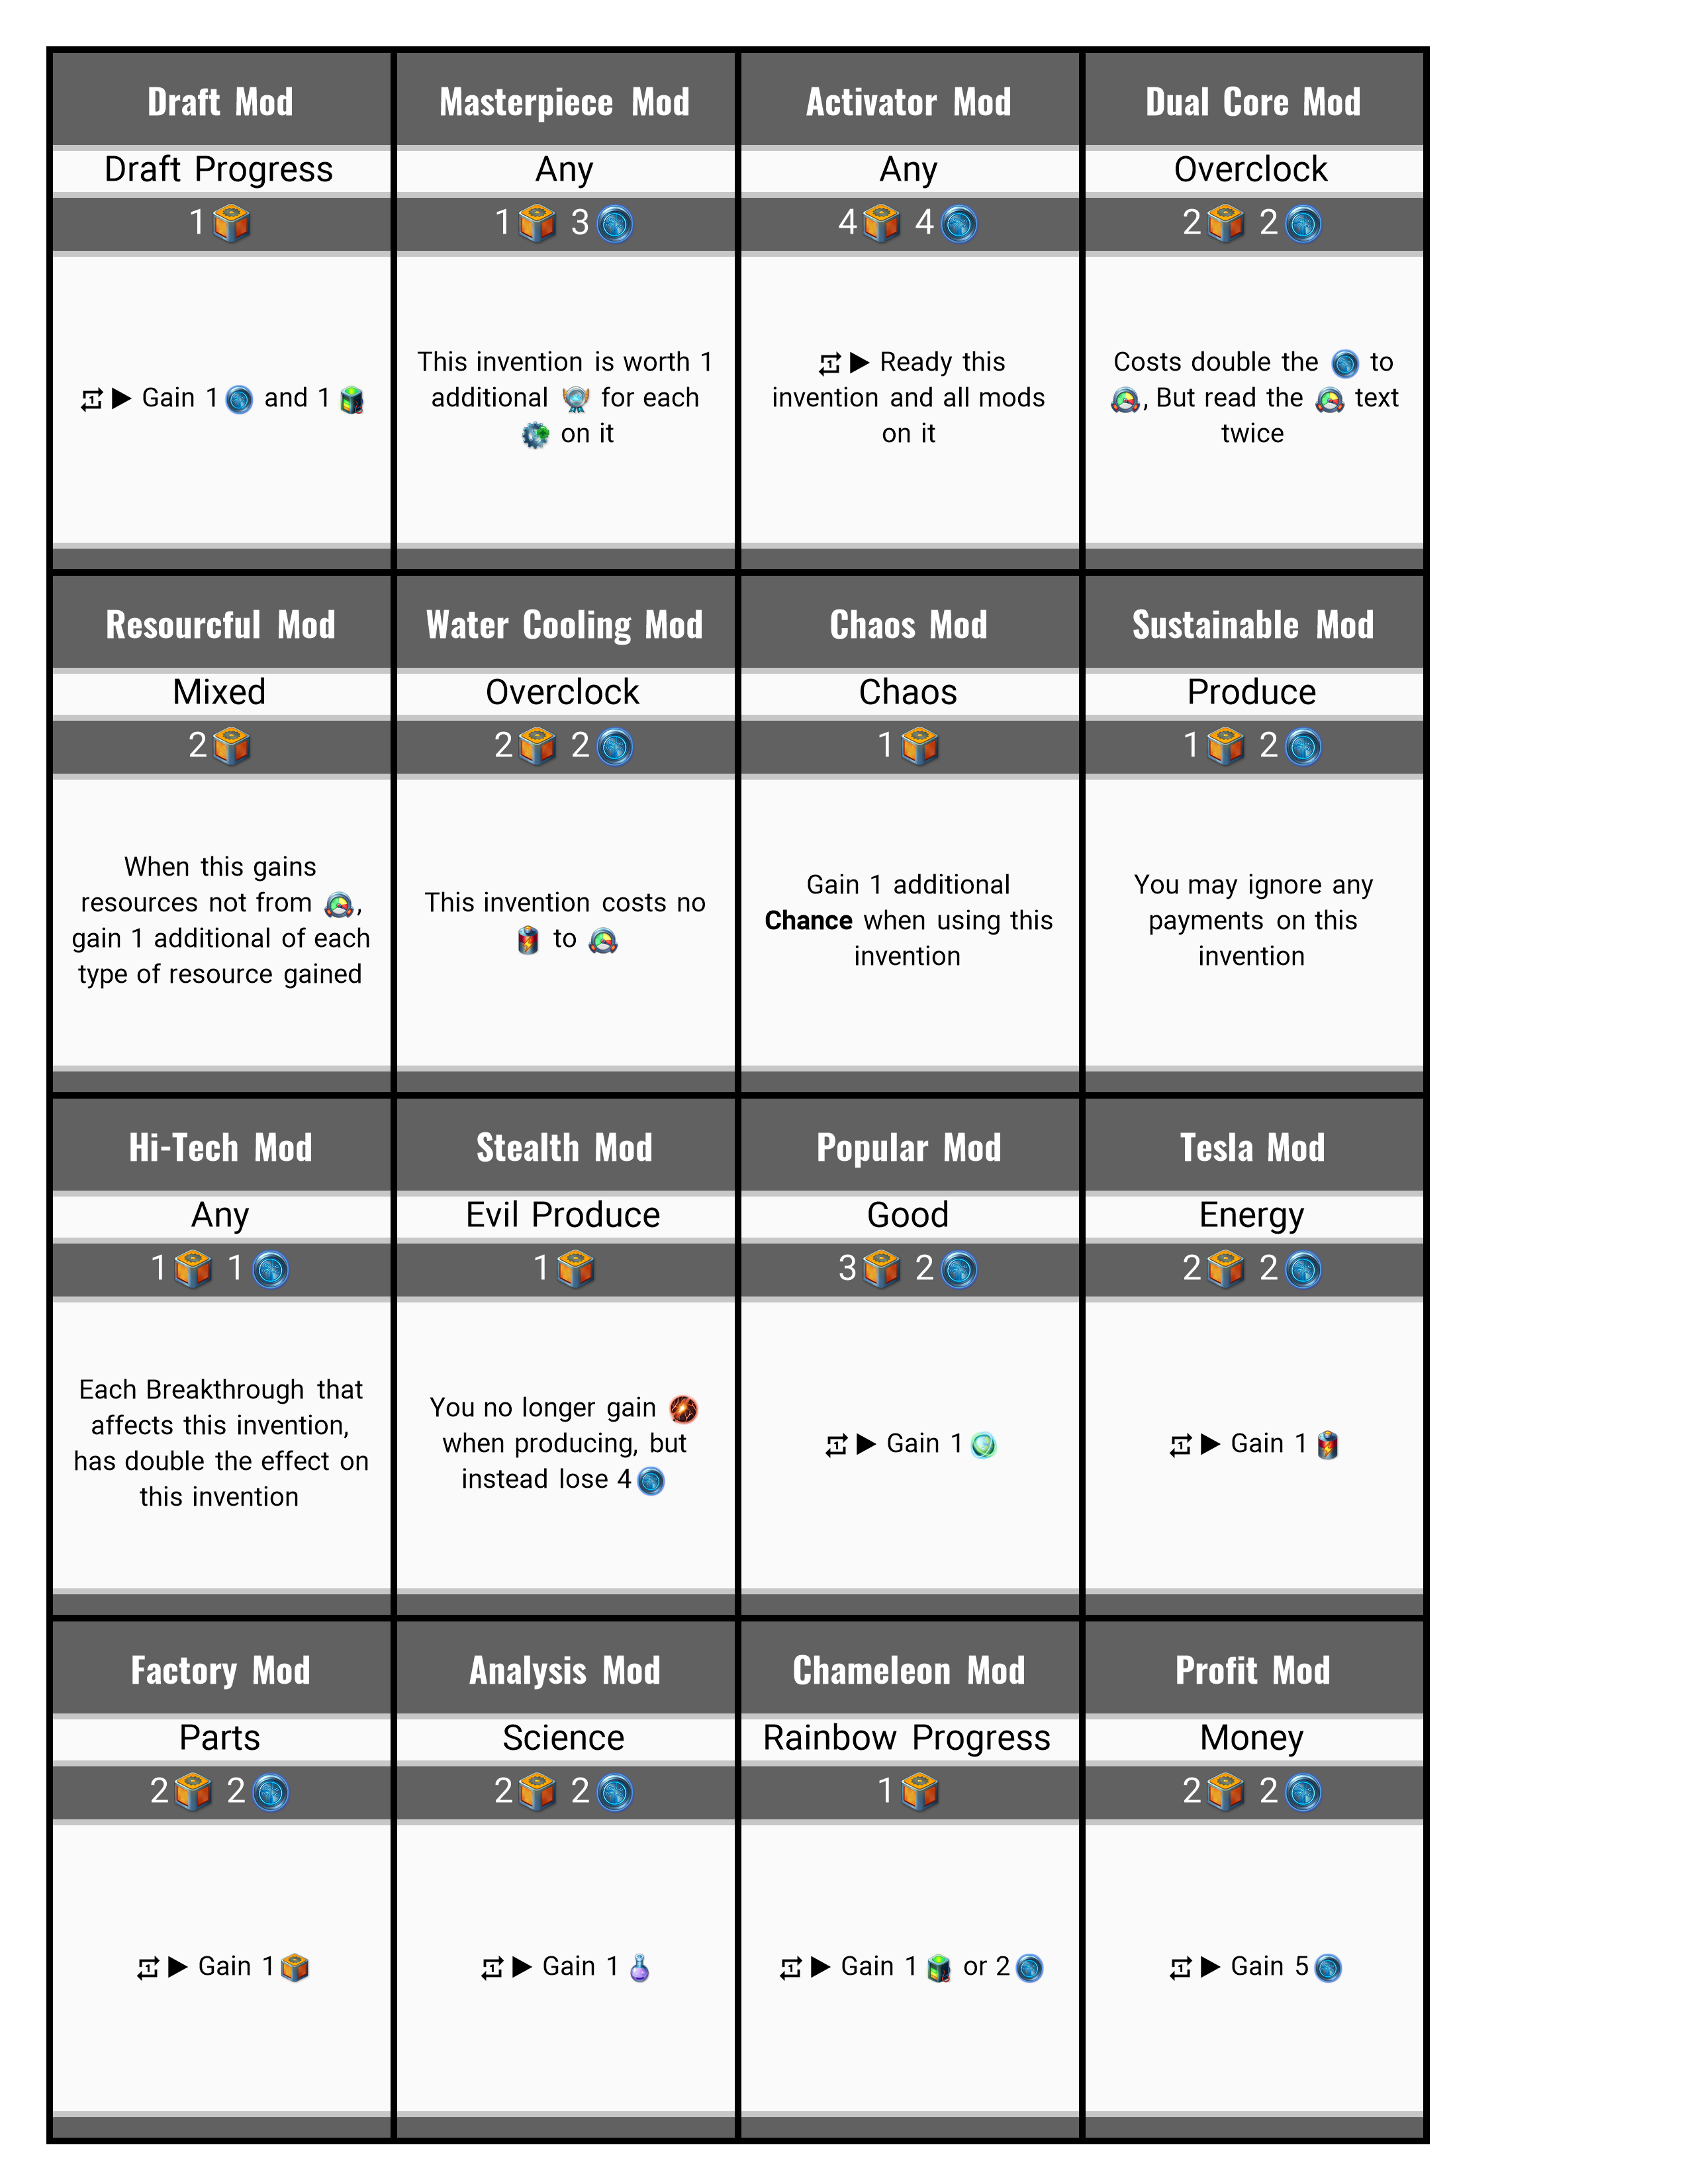 Draft Mod
Draft Progress
1
1 ▶ Gain 1 and 1
Masterpiece Mod
Any
1 3
This invention is worth 1
additional for each
on it
Activator Mod
Any
4 4
1 ▶ Ready this
invention and all mods
on it
Dual Core Mod
Overclock
2 2
Costs double the to
, But read the text
twice
Resourcful Mod
Mixed
2
When this gains
resources not from ,
gain 1 additional of each
type of resource gained
Water Cooling Mod
Overclock
2 2
This invention costs no
to
Chaos Mod
Chaos
1
Gain 1 additional
Chance when using this
invention
Sustainable Mod
Produce
1 2
You may ignore any
payments on this
invention
Hi-Tech Mod
Any
1 1
Each Breakthrough that
affects this invention,
has double the effect on
this invention
Stealth Mod
Evil Produce
1
You no longer gain
when producing, but
instead lose 4
Popular Mod
Good
3 2
1 ▶ Gain 1
Tesla Mod
Energy
2 2
1 ▶ Gain 1
Factory Mod
Parts
2 2
1 ▶ Gain 1
Analysis Mod
Science
2 2
1 ▶ Gain 1
Chameleon Mod
Rainbow Progress
1
1 ▶ Gain 1 or 2
Profit Mod
Money
2 2
1 ▶ Gain 5